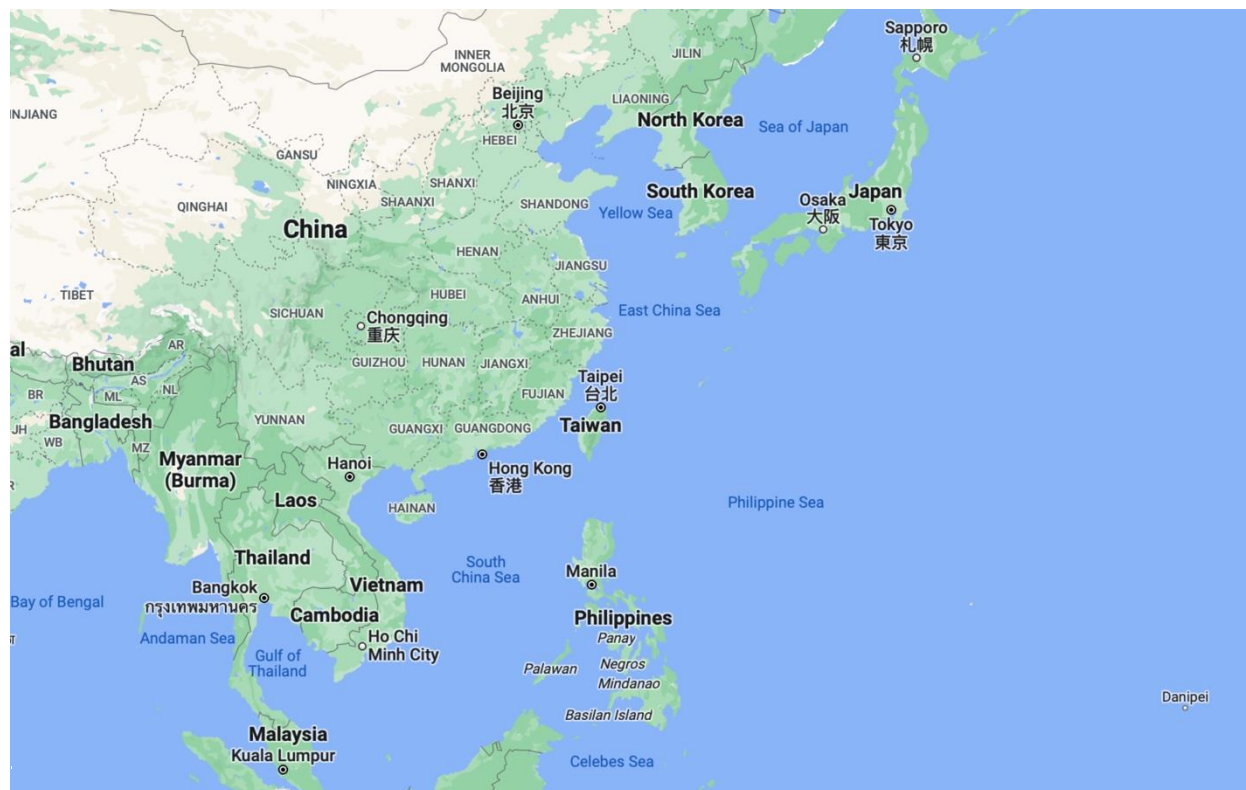 Sapporo
札幌
JILIN
INNER
MONGOLIA
Beijing
北京
LIAONING
North Korea
Sea of Japan
NJIANG
HEBEI
GANSU
NINGXIA
SHANXI
SHAANXI
QINGHAI
SHANDONG
South Korea
Yellow Sea
Japan
Osaka
大阪
Tokyo
東京
China
HENAN
JIANGSU
TIBET
HUBEI
ANHUI
SICHUAN
Chongqing
重庆
East China Sea
ZHEJIANG
al
AR
Bhutan
GUIZHOU
HUNAN
JIANGXI
AS
NL
BR
ML
Taipei
台北
FUJIAN
Bangladesh
YUNNAN
GUANGXI
GUANGDONG
Taiwan
JH
WB
MZ
Myanmar
(Burma)
Hanoi
Hong Kong
香港
R
Laos
HAINAN
Philippine Sea
Thailand
South
China Sea
Manila
Bangkok
กรุงเทพมหานคร
Vietnam
Bay of Bengal
Cambodia
Philippines
Andaman Sea
Ho Chi
Minh City
Panay
Gulf of
Thailand
Palawan
Negros
Mindanao
Danipei
Basilan Island
Malaysia
Kuala Lumpur
Celebes Sea